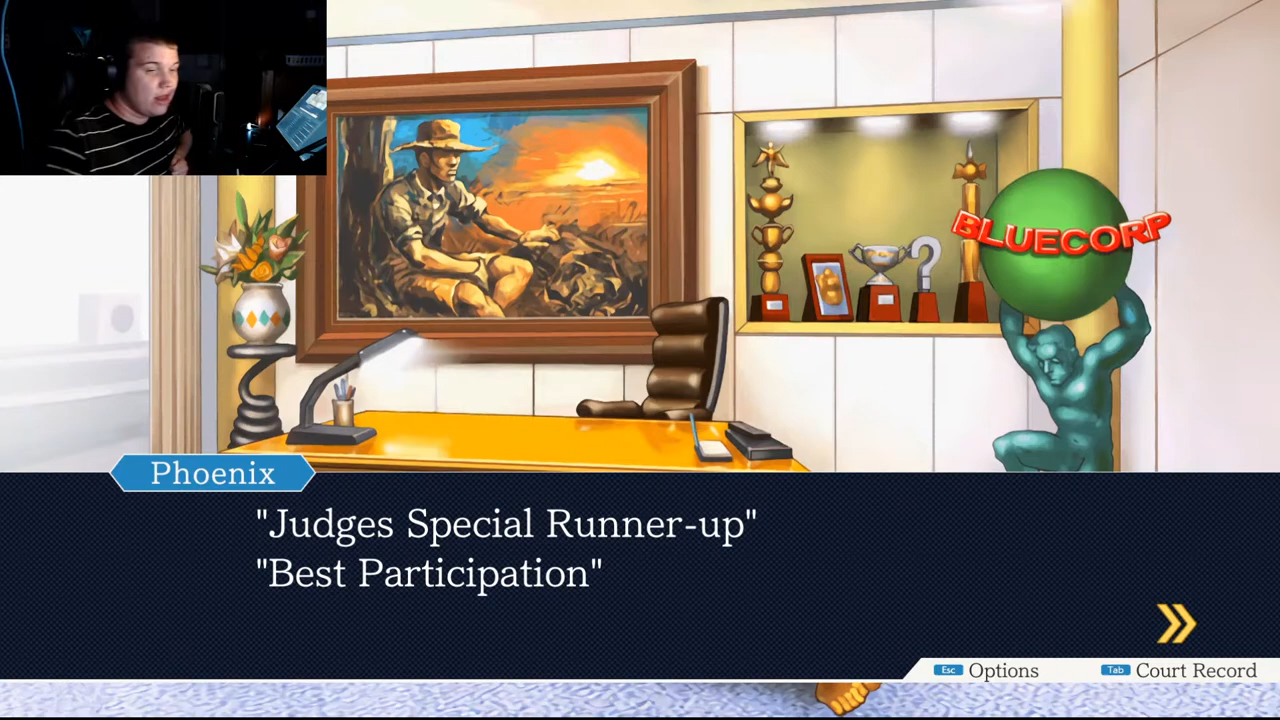 BLUECORP
?
Phoenix
"Judges Special Runner-up"
"Best Participation"
Esc Options
Tab Court Record